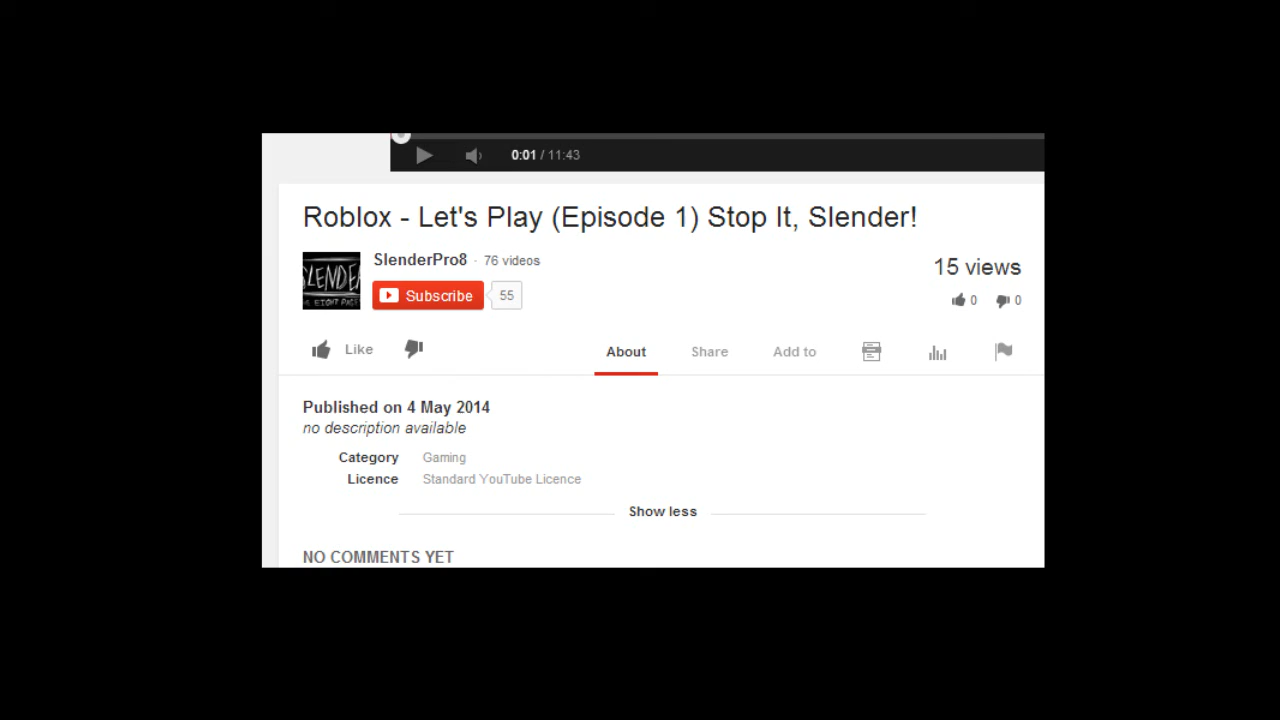 0:01 / 11:43
Roblox - Let's Play (Episode 1) Stop It, Slender!
SlenderPro8 · 76 videos
15 views
SLENDER
Subscribe 55
0 0
Like
About Share Add to
Published on 4 May 2014
no description available
Category Gaming
Licence Standard YouTube Licence
Show less
NO COMMENTS YET